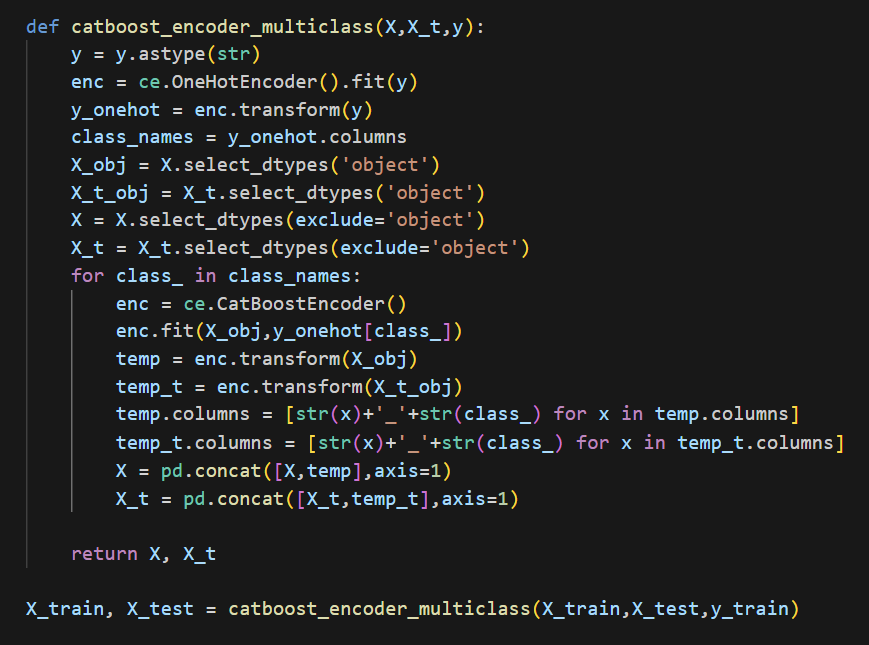 def catboost_encoder_multiclass(X,X_t,y):
    y = y.astype(str)
    enc = ce.OneHotEncoder().fit(y)
    y_onehot = enc.transform(y)
    class_names = y_onehot.columns
    X_obj = X.select_dtypes('object')
    X_t_obj = X_t.select_dtypes('object')
    X = X.select_dtypes(exclude='object')
    X_t = X_t.select_dtypes(exclude='object')
    for class_ in class_names:
        enc = ce.CatBoostEncoder()
        enc.fit(X_obj,y_onehot[class_])
        temp = enc.transform(X_obj)
        temp_t = enc.transform(X_t_obj)
        temp.columns = [str(x)+'_'+str(class_) for x in temp.columns]
        temp_t.columns = [str(x)+'_'+str(class_) for x in temp_t.columns]
        X = pd.concat([X,temp],axis=1)
        X_t = pd.concat([X_t,temp_t],axis=1)
    return X, X_t
X_train, X_test = catboost_encoder_multiclass(X_train,X_test,y_train)